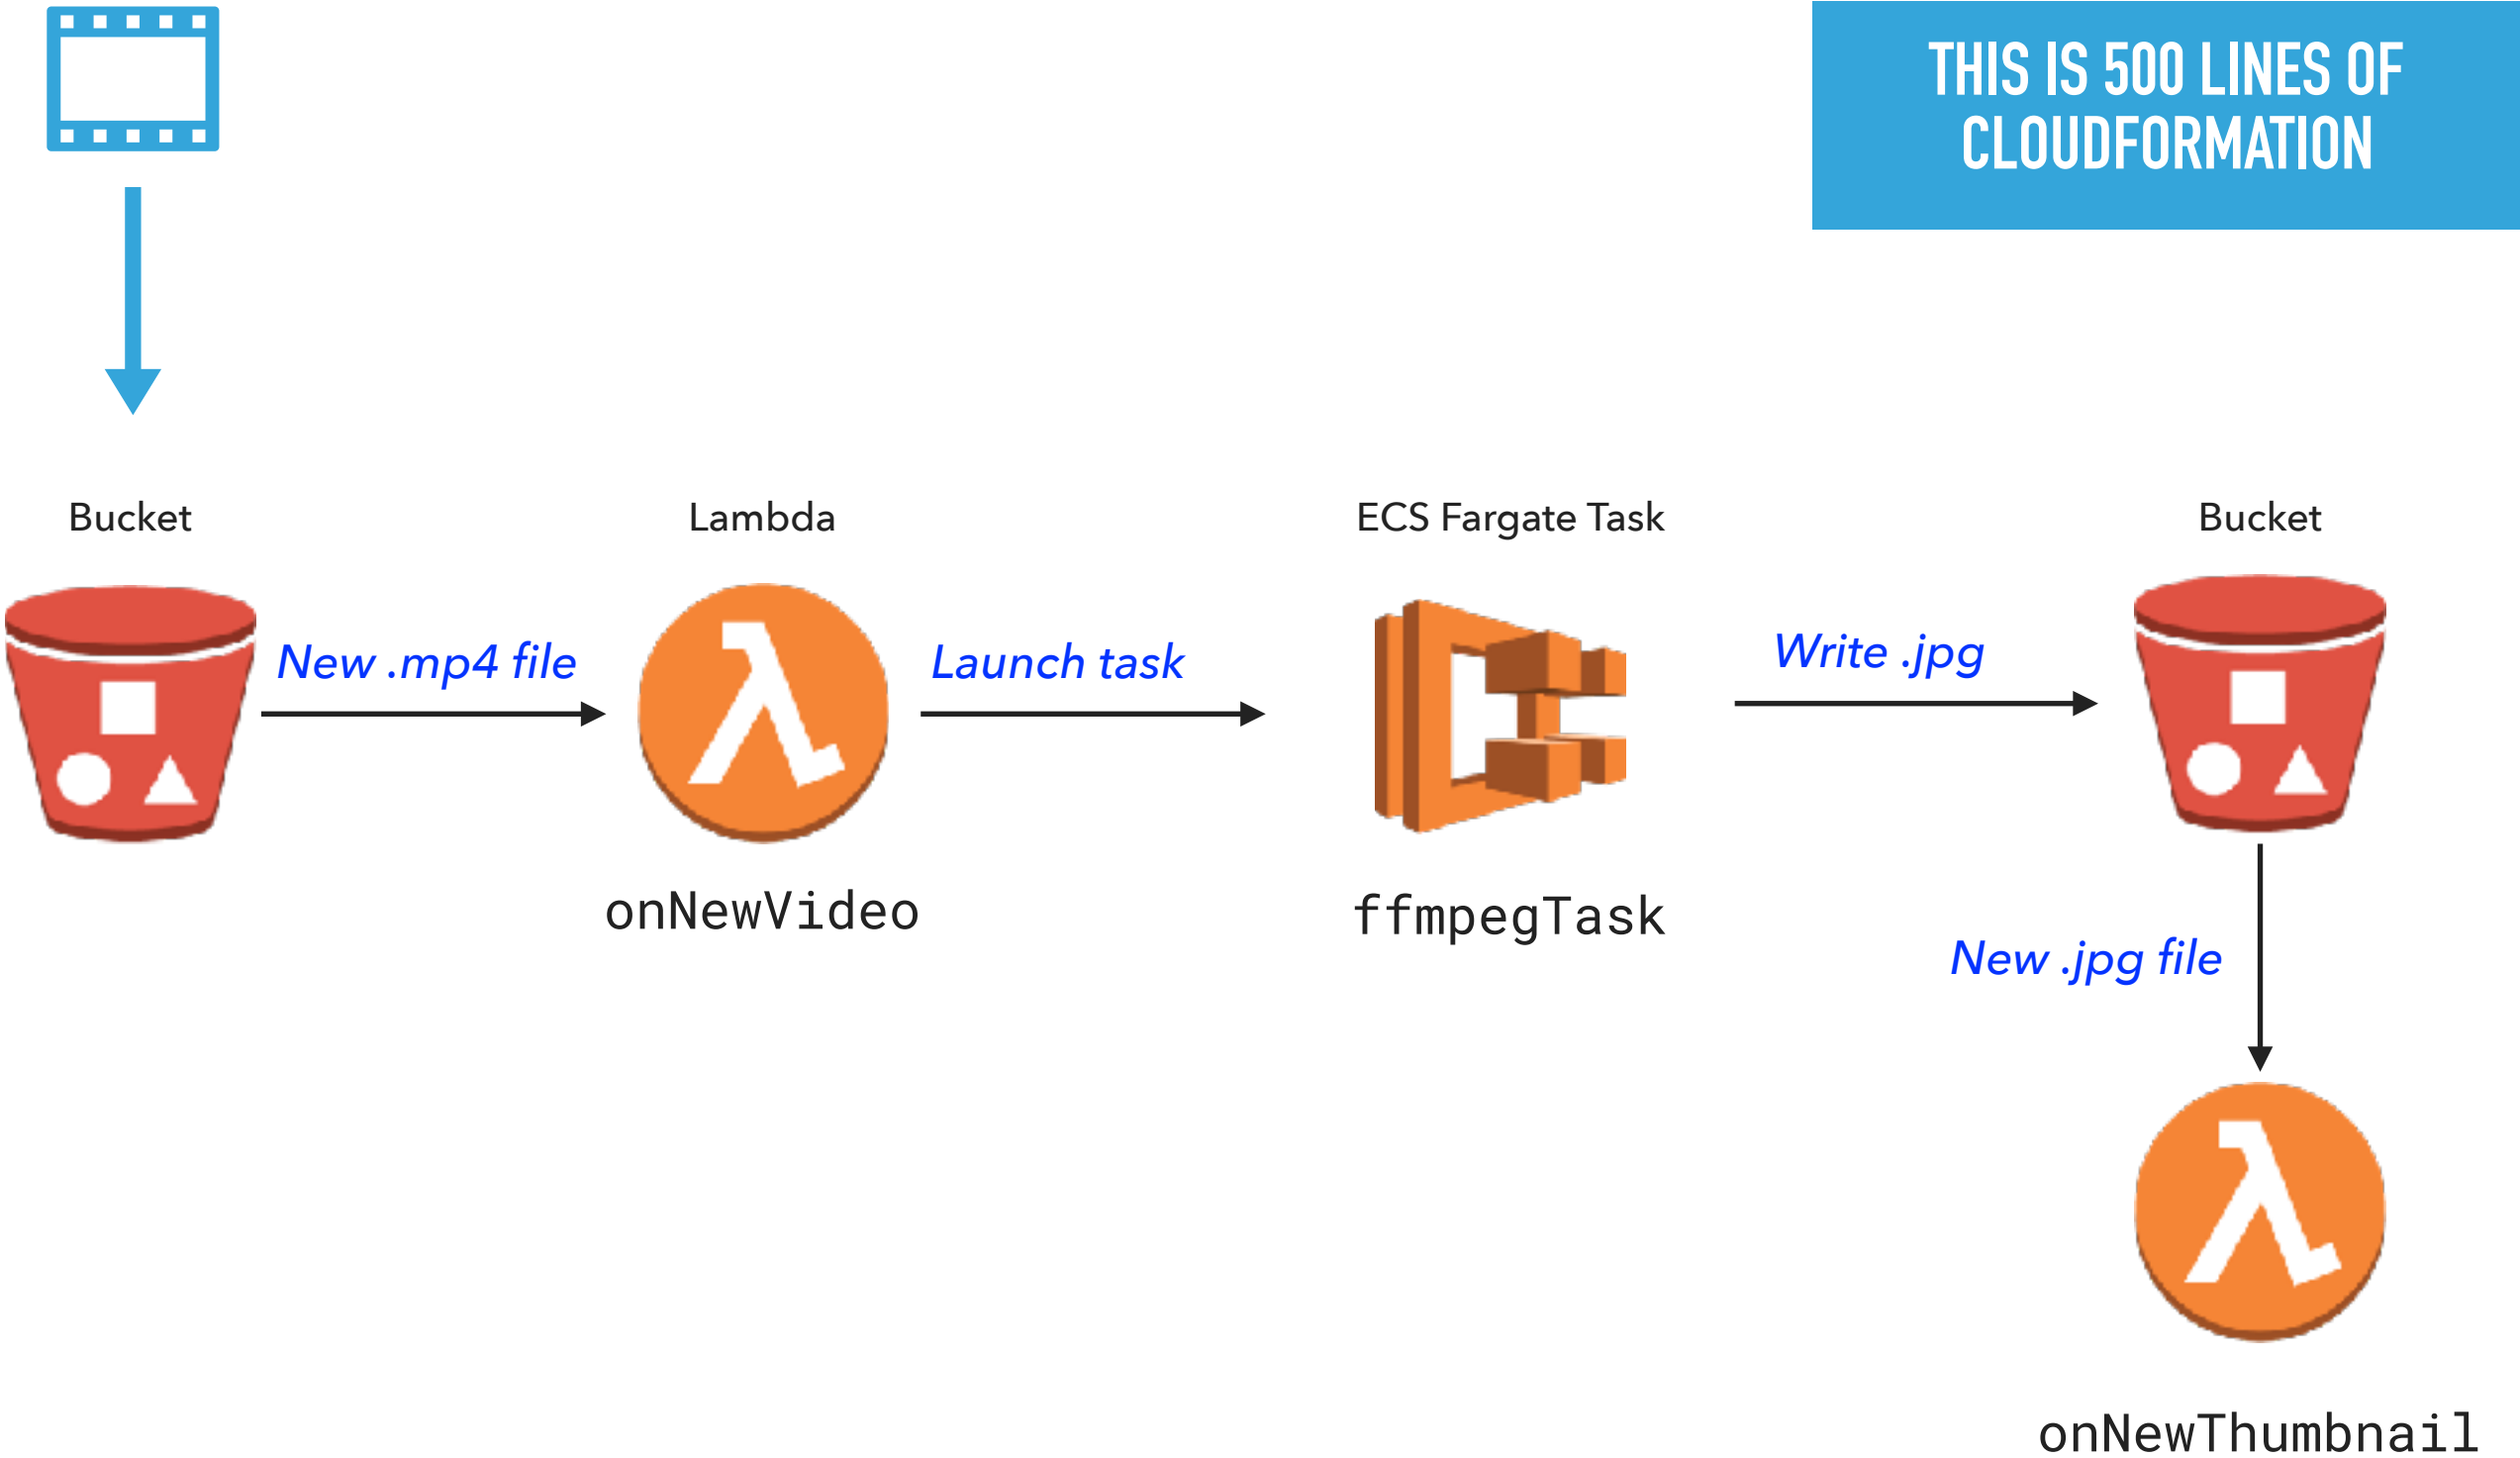 THIS IS 500 LINES OF
CLOUDFORMATION
Bucket
Lambda
ECS Fargate Task
Bucket
New .mp4 file
Launch task
Write .jpg
onNewVideo
ffmpegTask
New .jpg file
onNewThumbnail